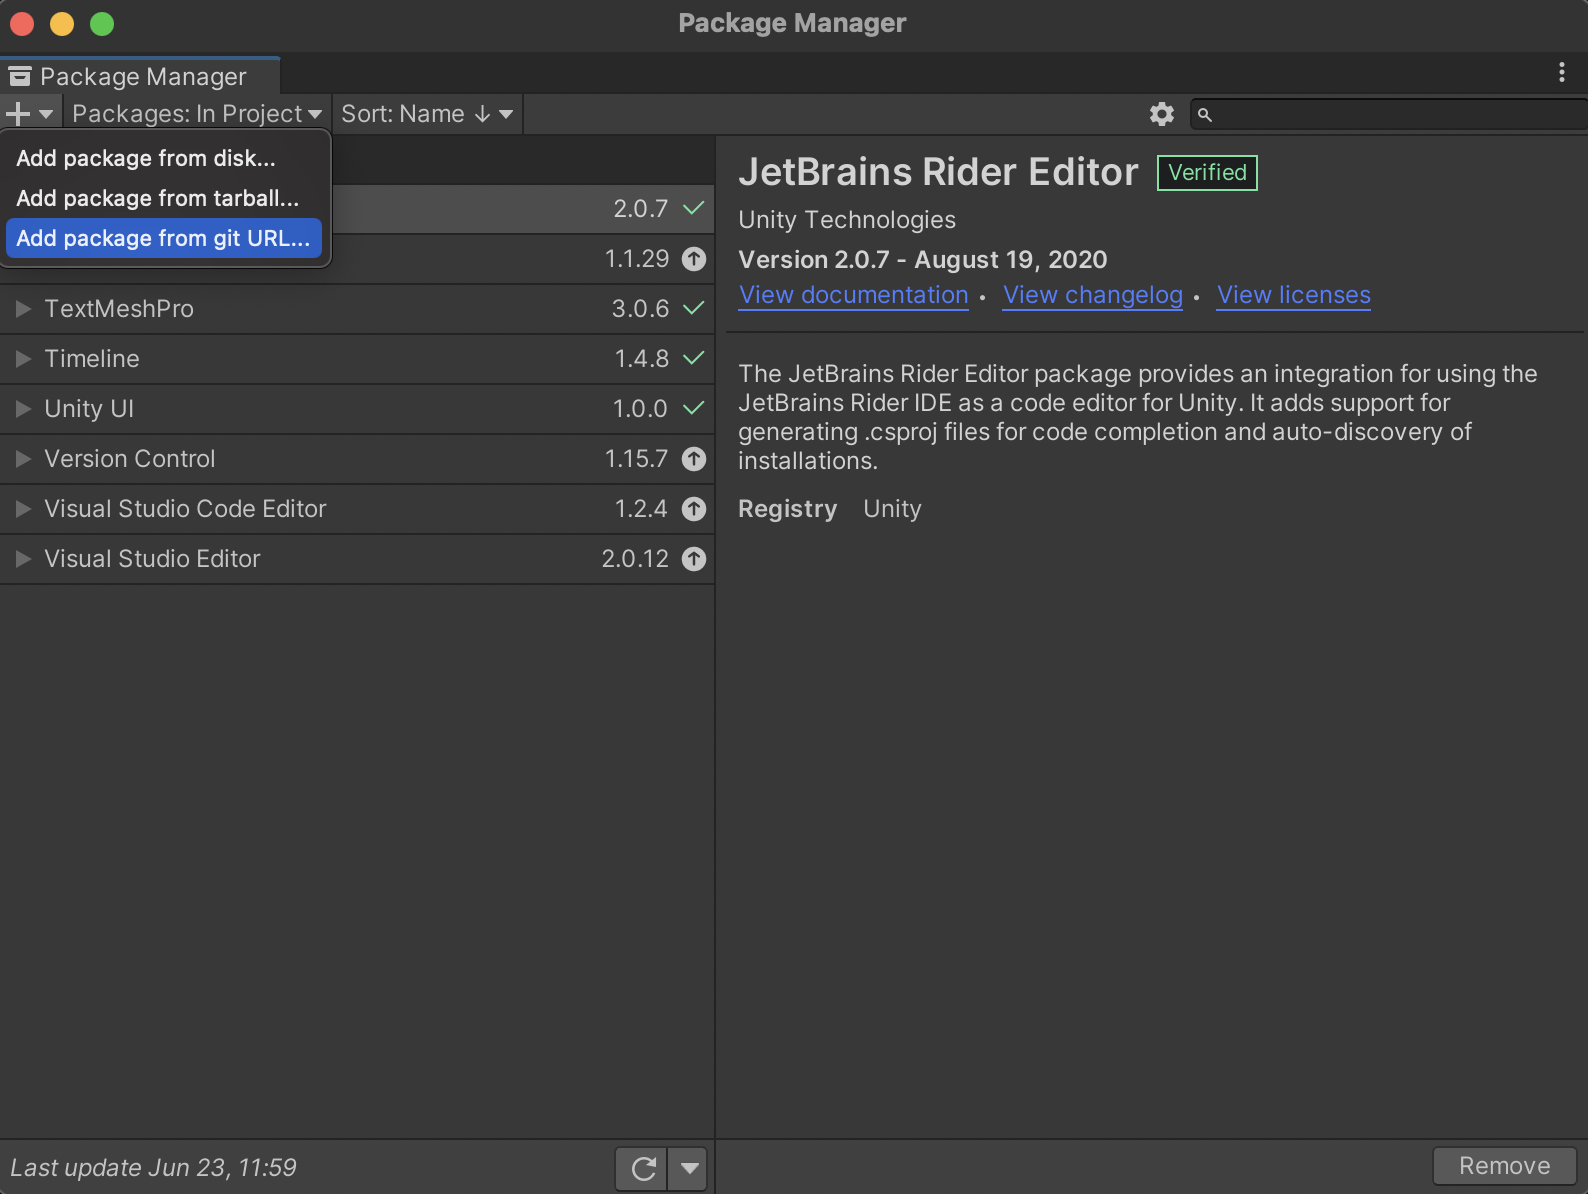 Package Manager
Package Manager
Packages: In Project
Sort: Name ↓
Add package from disk...
Add package from tarball...
Add package from git URL...
2.0.7
1.1.29
TextMeshPro 3.0.6
Timeline 1.4.8
Unity UI 1.0.0
Version Control 1.15.7
Visual Studio Code Editor 1.2.4
Visual Studio Editor 2.0.12
Last update Jun 23, 11:59
JetBrains Rider Editor Verified
Unity Technologies
Version 2.0.7 - August 19, 2020
View documentation • View changelog • View licenses
The JetBrains Rider Editor package provides an integration for using the
JetBrains Rider IDE as a code editor for Unity. It adds support for
generating .csproj files for code completion and auto-discovery of
installations.
Registry Unity
Remove